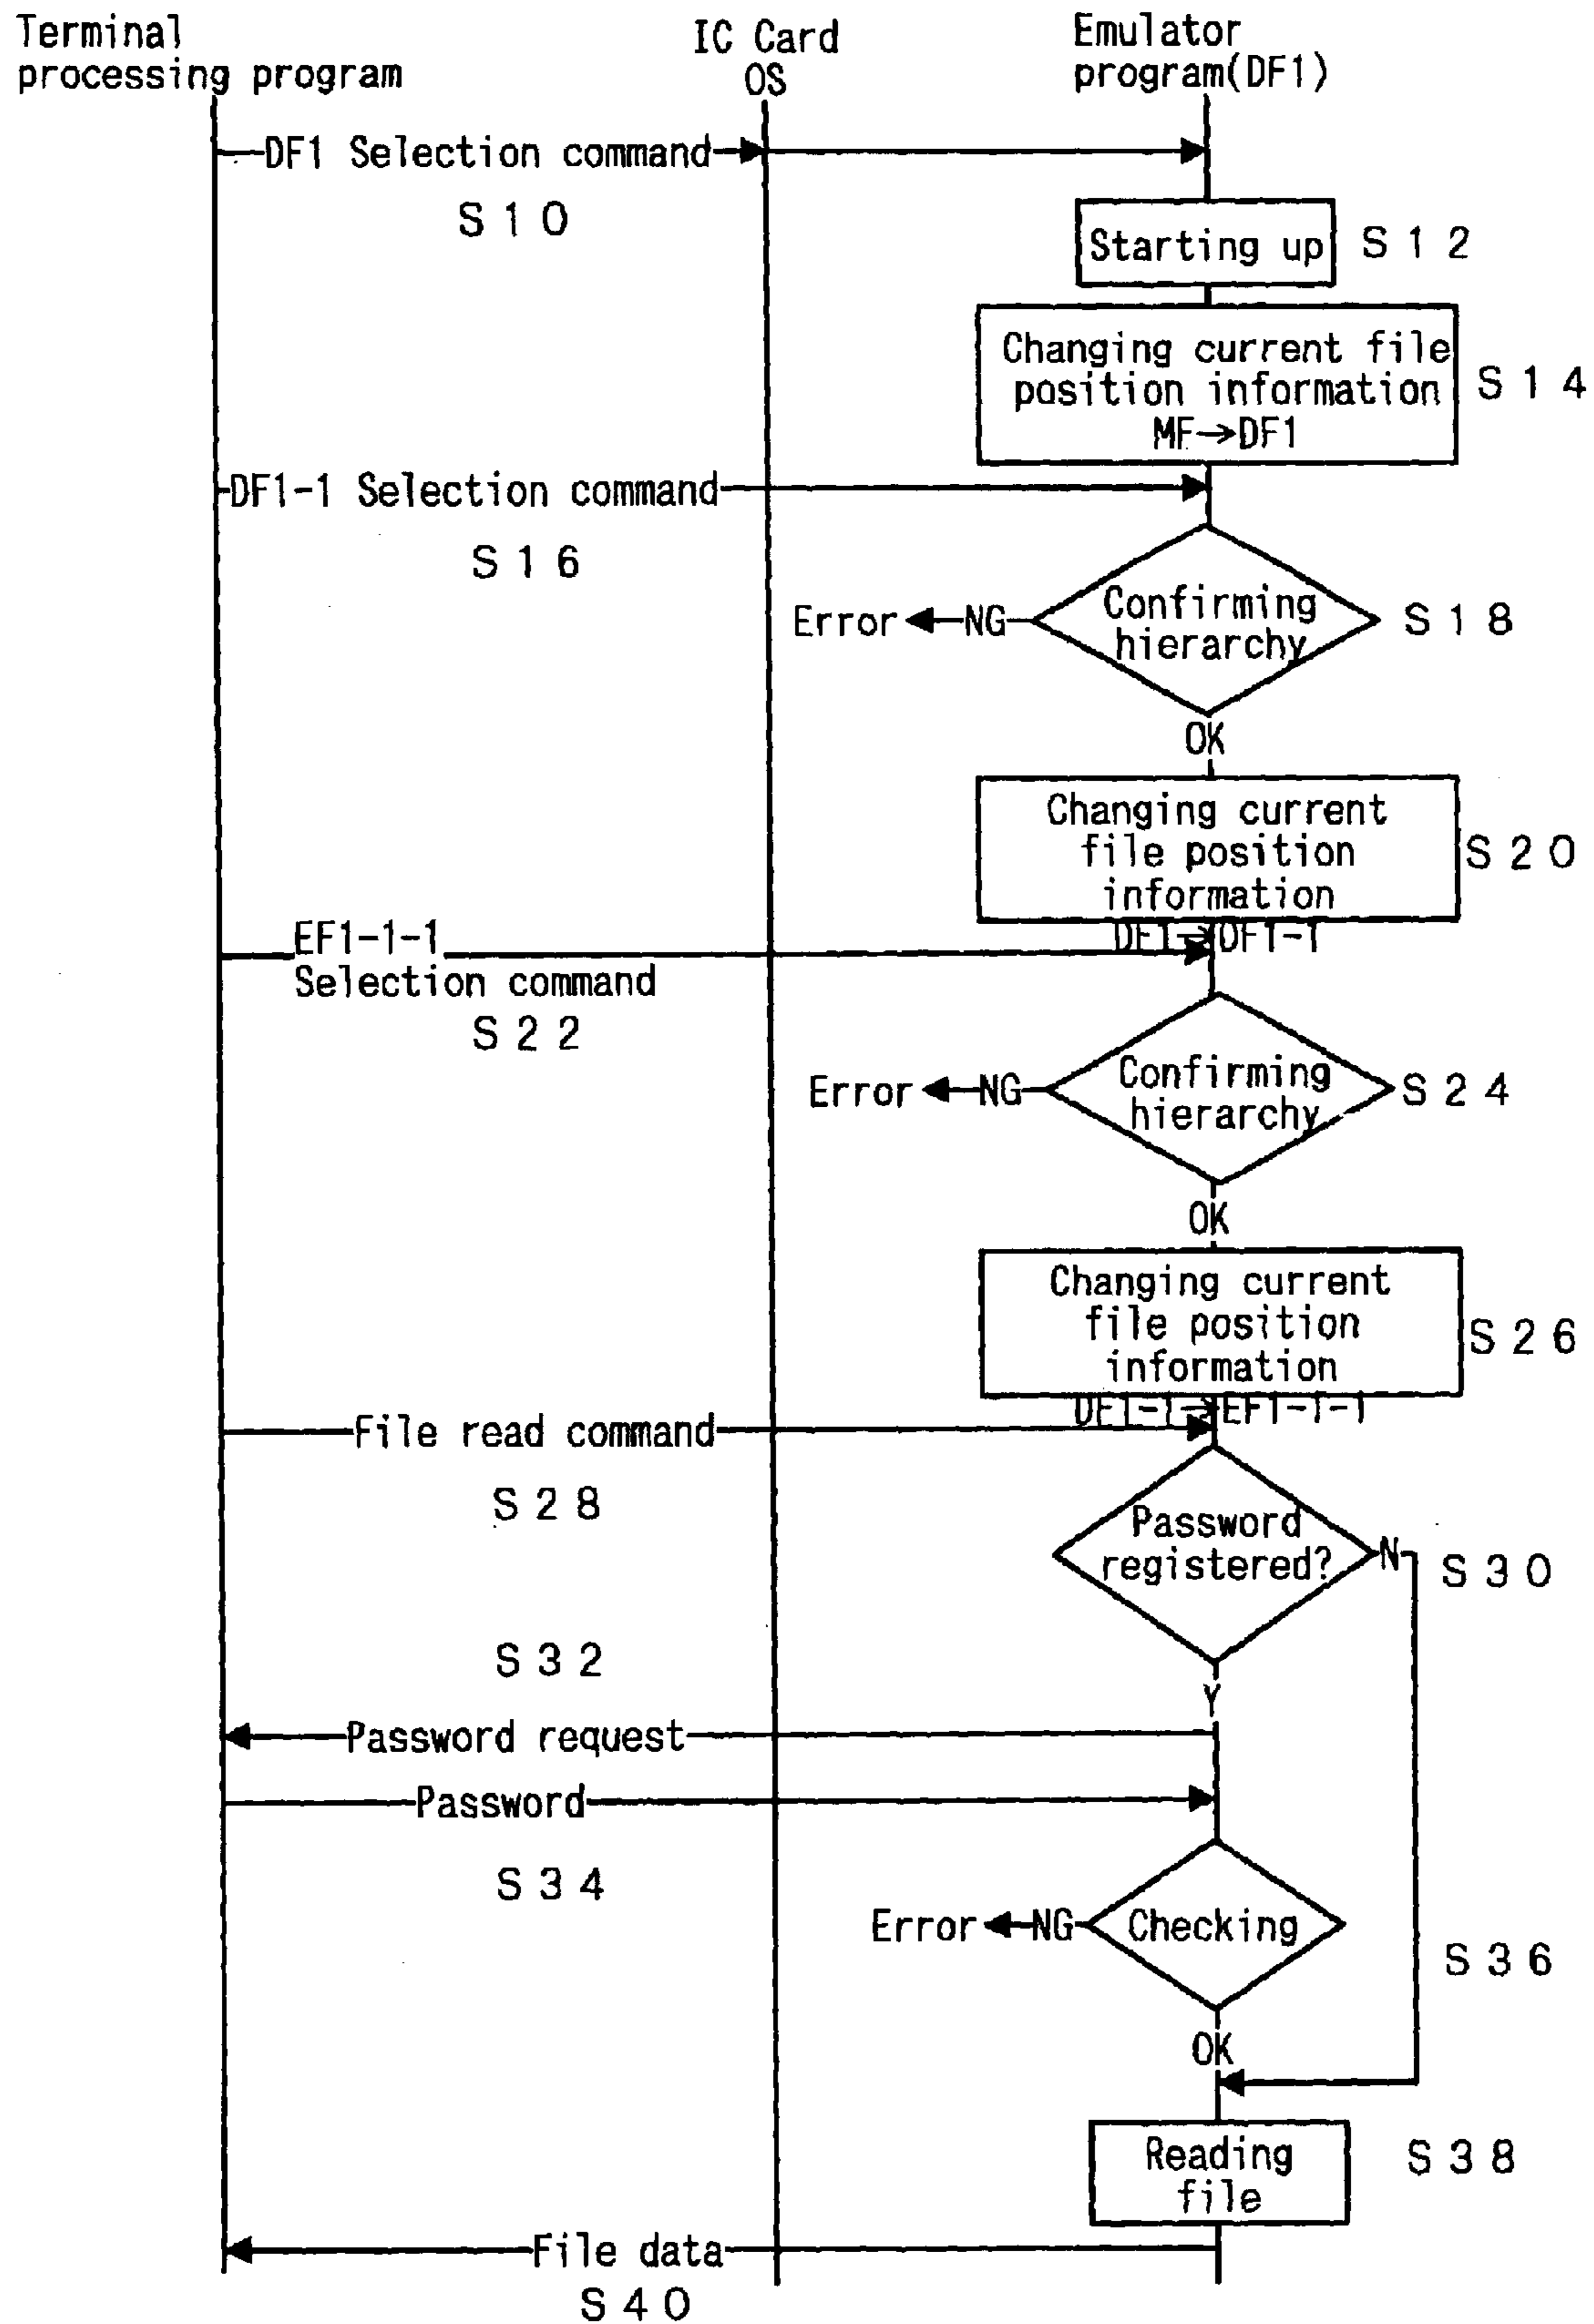 Terminal
processing program
IC Card
OS
Emulator
program(DF1)
DF1 Selection command
S10
Starting up
S12
Changing current file
position information
MF→DF1
S14
DF1-1 Selection command
S16
Confirming
hierarchy
S18
Error
NG
OK
Changing current
file position
information
DF1→DF1-1
S20
EF1-1-1
Selection command
S22
Confirming
hierarchy
S24
Error
NG
OK
Changing current
file position
information
DF1-1→EF1-1-1
S26
File read command
S28
Password
registered?
N
S30
S32
Y
Password request
Password
S34
Error
NG
Checking
S36
OK
Reading
file
S38
File data
S40